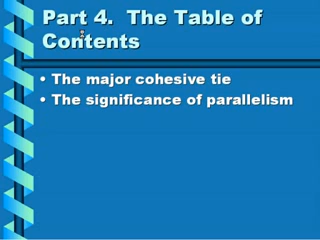 Part 4.  The Table of
Contents
• The major cohesive tie
• The significance of parallelism